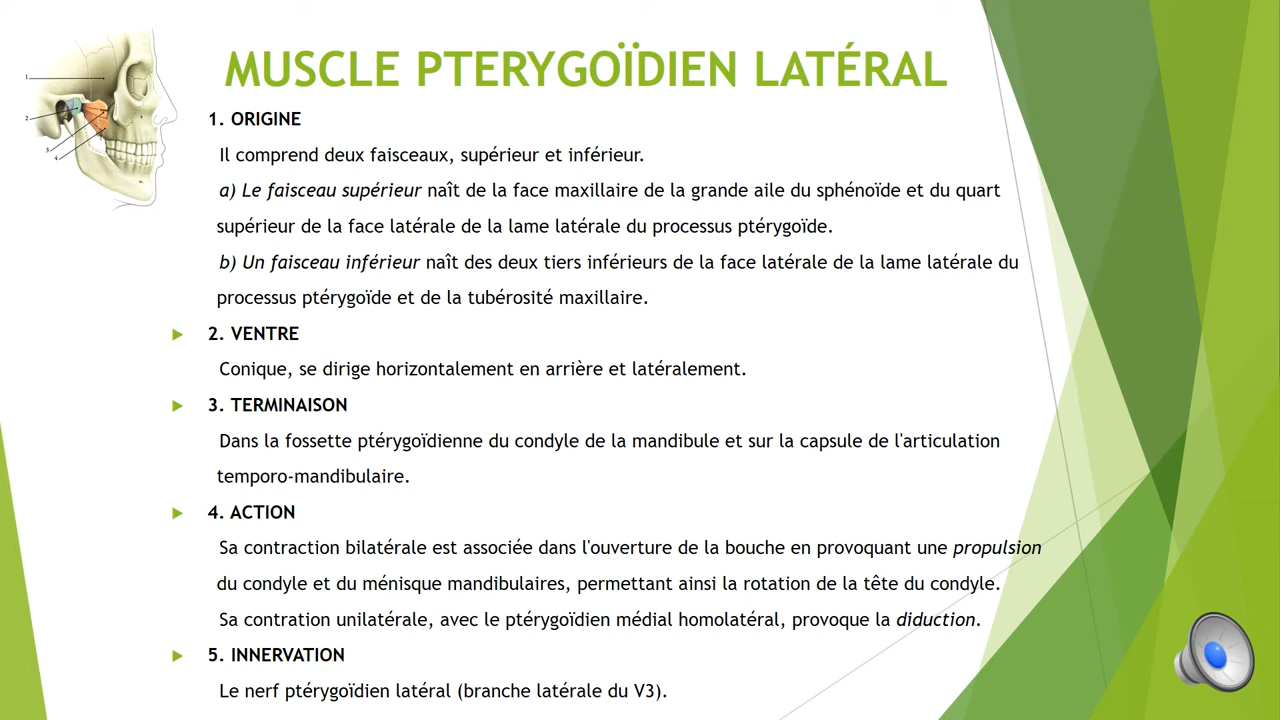 MUSCLE PTERYGOÏDIEN LATÉRAL
1. ORIGINE
Il comprend deux faisceaux, supérieur et inférieur.
a) Le faisceau supérieur naît de la face maxillaire de la grande aile du sphénoïde et du quart
supérieur de la face latérale de la lame latérale du processus ptérygoïde.
b) Un faisceau inférieur naît des deux tiers inférieurs de la face latérale de la lame latérale du
processus ptérygoïde et de la tubérosité maxillaire.
2. VENTRE
Conique, se dirige horizontalement en arrière et latéralement.
3. TERMINAISON
Dans la fossette ptérygoïdienne du condyle de la mandibule et sur la capsule de l'articulation
temporo-mandibulaire.
4. ACTION
Sa contraction bilatérale est associée dans l'ouverture de la bouche en provoquant une propulsion
du condyle et du ménisque mandibulaires, permettant ainsi la rotation de la tête du condyle.
Sa contration unilatérale, avec le ptérygoïdien médial homolatéral, provoque la diduction.
5. INNERVATION
Le nerf ptérygoïdien latéral (branche latérale du V3).
1
2
3
4